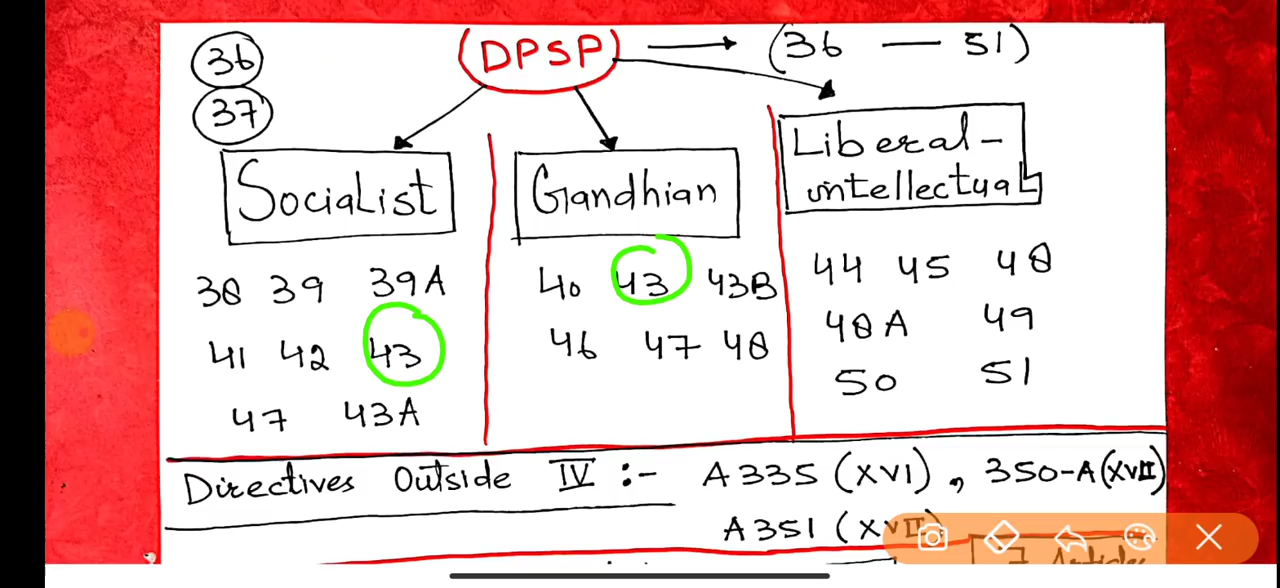 36
37
(DPSP) (36 — 51)
Socialist
Gandhian
Liberal-
intellectual
38 39 39A
41 42 43
47 43A
40 43 43B
46 47 48
44 45 48
48A 49
50 51
Directives Outside IV :- A335 (XVI), 350-A(XVII)
A351 (XVII)
7 Articles